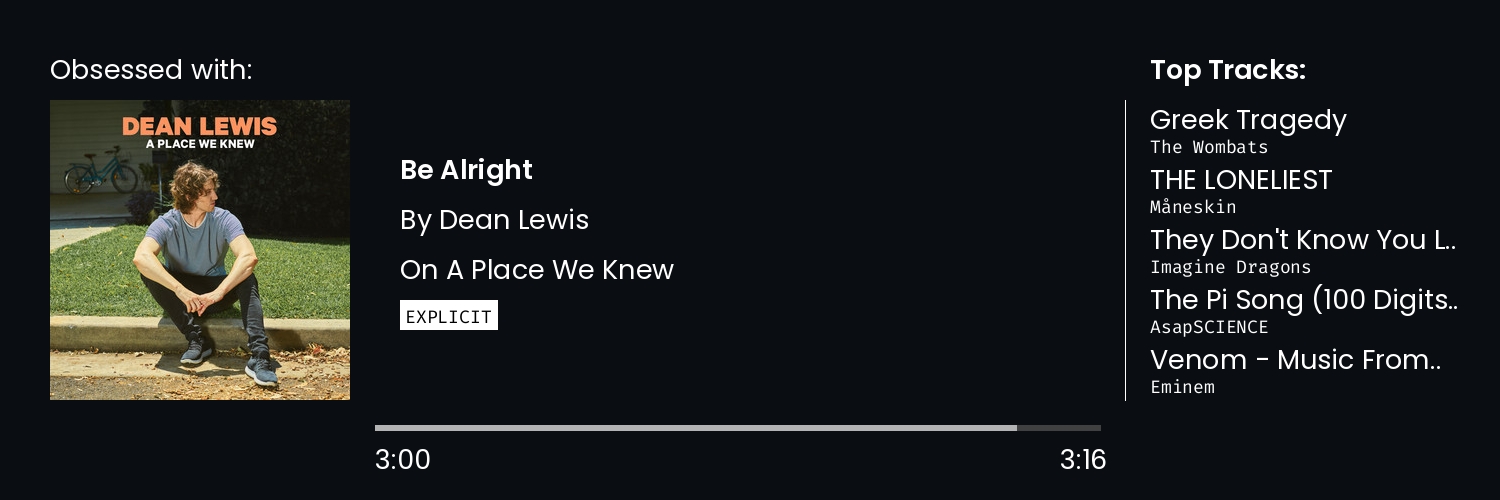 Obsessed with:
DEAN LEWIS
A PLACE WE KNEW
Be Alright
By Dean Lewis
On A Place We Knew
EXPLICIT
3:00
3:16
Top Tracks:
Greek Tragedy
The Wombats
THE LONELIEST
Måneskin
They Don't Know You L..
Imagine Dragons
The Pi Song (100 Digits..
AsapSCIENCE
Venom - Music From..
Eminem